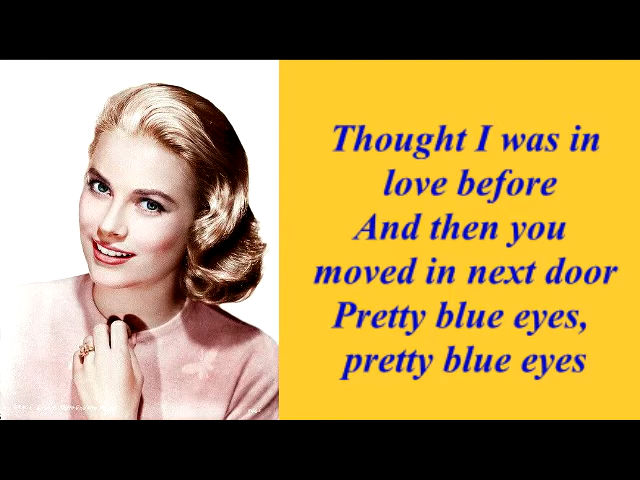 Thought I was in
love before
And then you
moved in next door
Pretty blue eyes,
pretty blue eyes